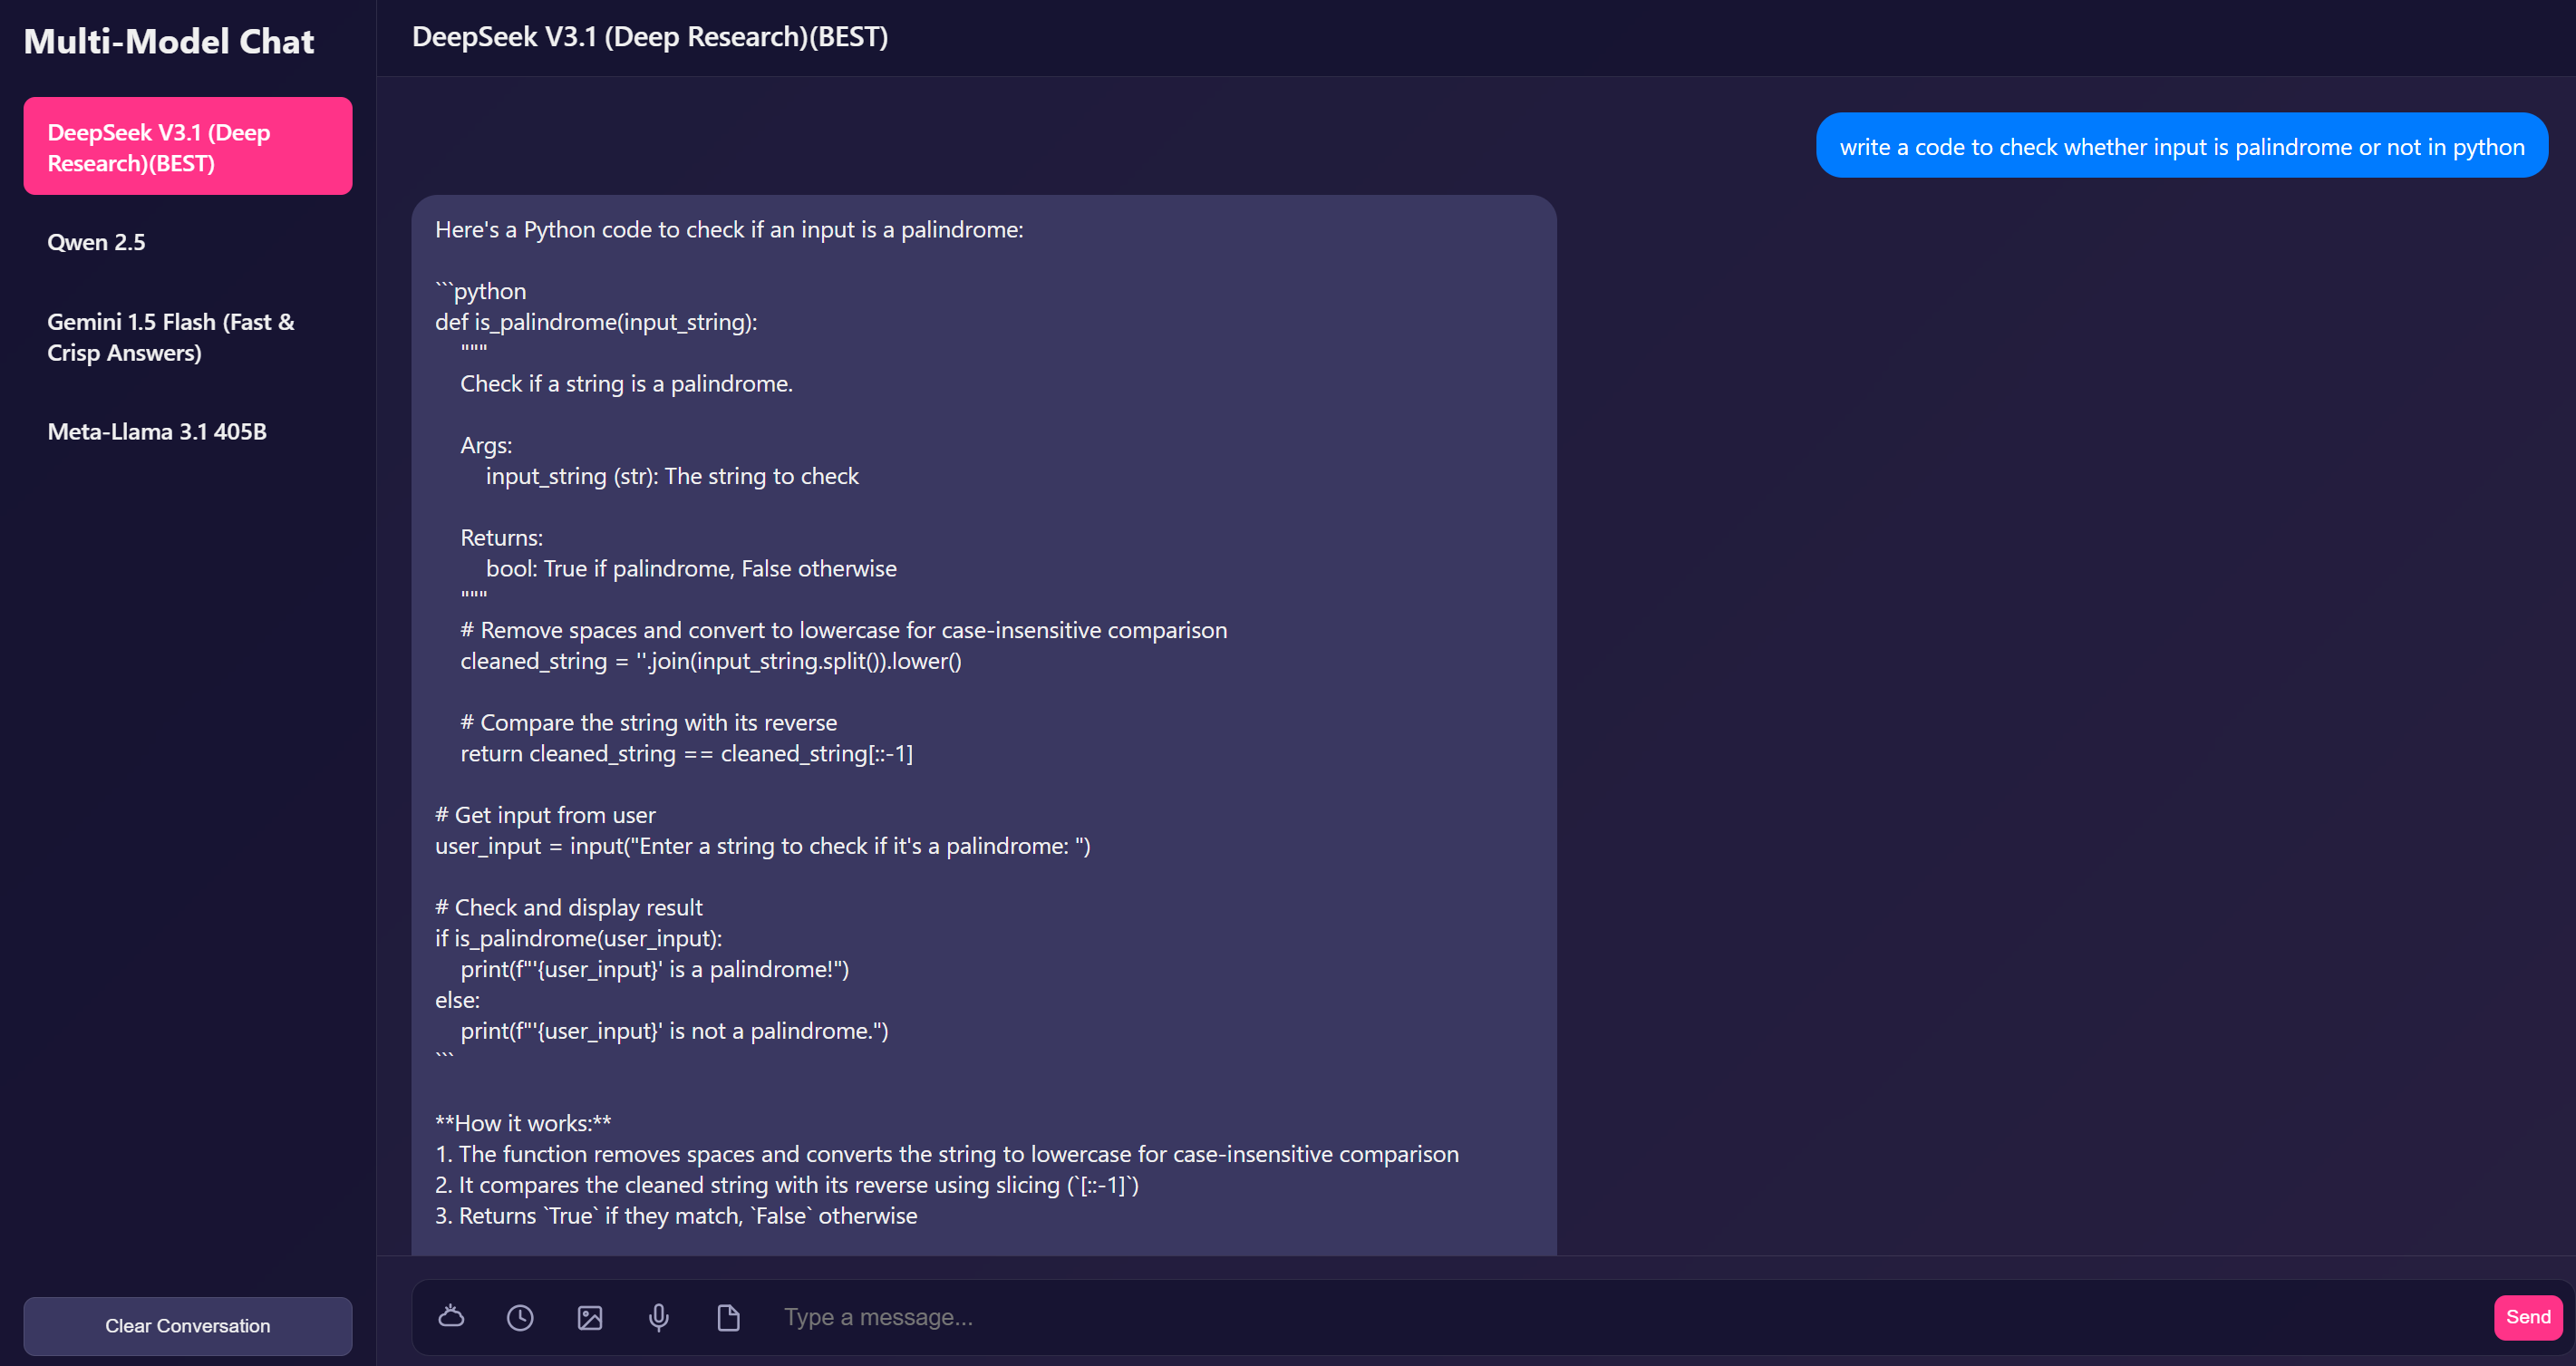 Multi-Model Chat
DeepSeek V3.1 (Deep
Research)(BEST)
Qwen 2.5
Gemini 1.5 Flash (Fast &
Crisp Answers)
Meta-Llama 3.1 405B
Clear Conversation
DeepSeek V3.1 (Deep Research)(BEST)
write a code to check whether input is palindrome or not in python
Here's a Python code to check if an input is a palindrome:
```python
def is_palindrome(input_string):
    """
    Check if a string is a palindrome.
    Args:
        input_string (str): The string to check
    Returns:
        bool: True if palindrome, False otherwise
    """
    # Remove spaces and convert to lowercase for case-insensitive comparison
    cleaned_string = ''.join(input_string.split()).lower()
    # Compare the string with its reverse
    return cleaned_string == cleaned_string[::-1]
# Get input from user
user_input = input("Enter a string to check if it's a palindrome: ")
# Check and display result
if is_palindrome(user_input):
    print(f"'{user_input}' is a palindrome!")
else:
    print(f"'{user_input}' is not a palindrome.")
```
**How it works:**
1. The function removes spaces and converts the string to lowercase for case-insensitive comparison
2. It compares the cleaned string with its reverse using slicing (`[::-1]`)
3. Returns `True` if they match, `False` otherwise
Type a message...
Send